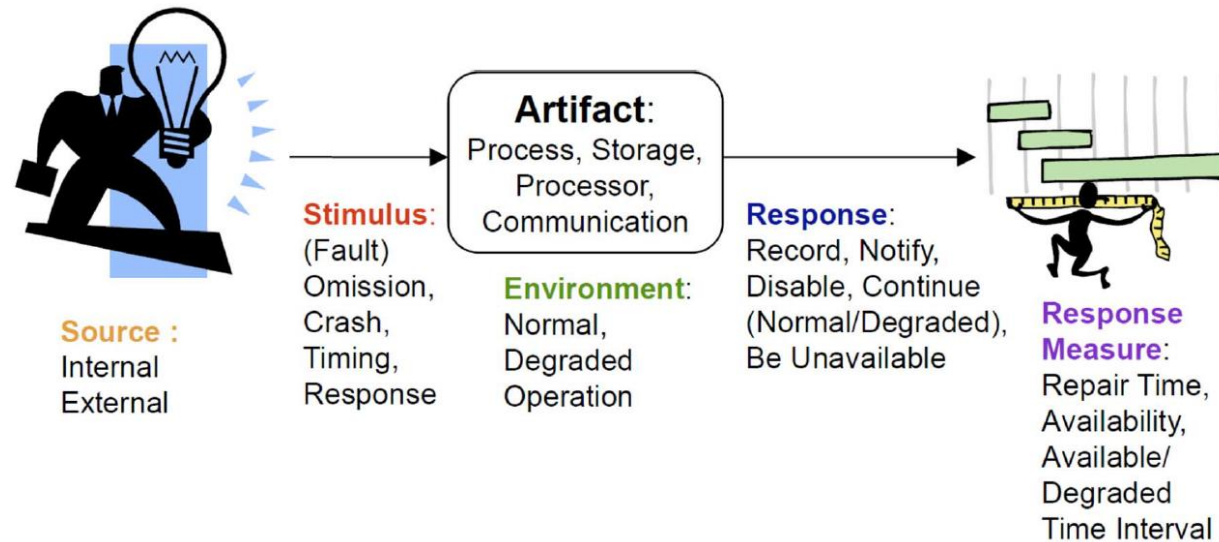 Source :
Internal
External
Stimulus:
(Fault)
Omission,
Crash,
Timing,
Response
Artifact:
Process, Storage,
Processor,
Communication
Environment:
Normal,
Degraded
Operation
Response:
Record, Notify,
Disable, Continue
(Normal/Degraded),
Be Unavailable
Response
Measure:
Repair Time,
Availability,
Available/
Degraded
Time Interval